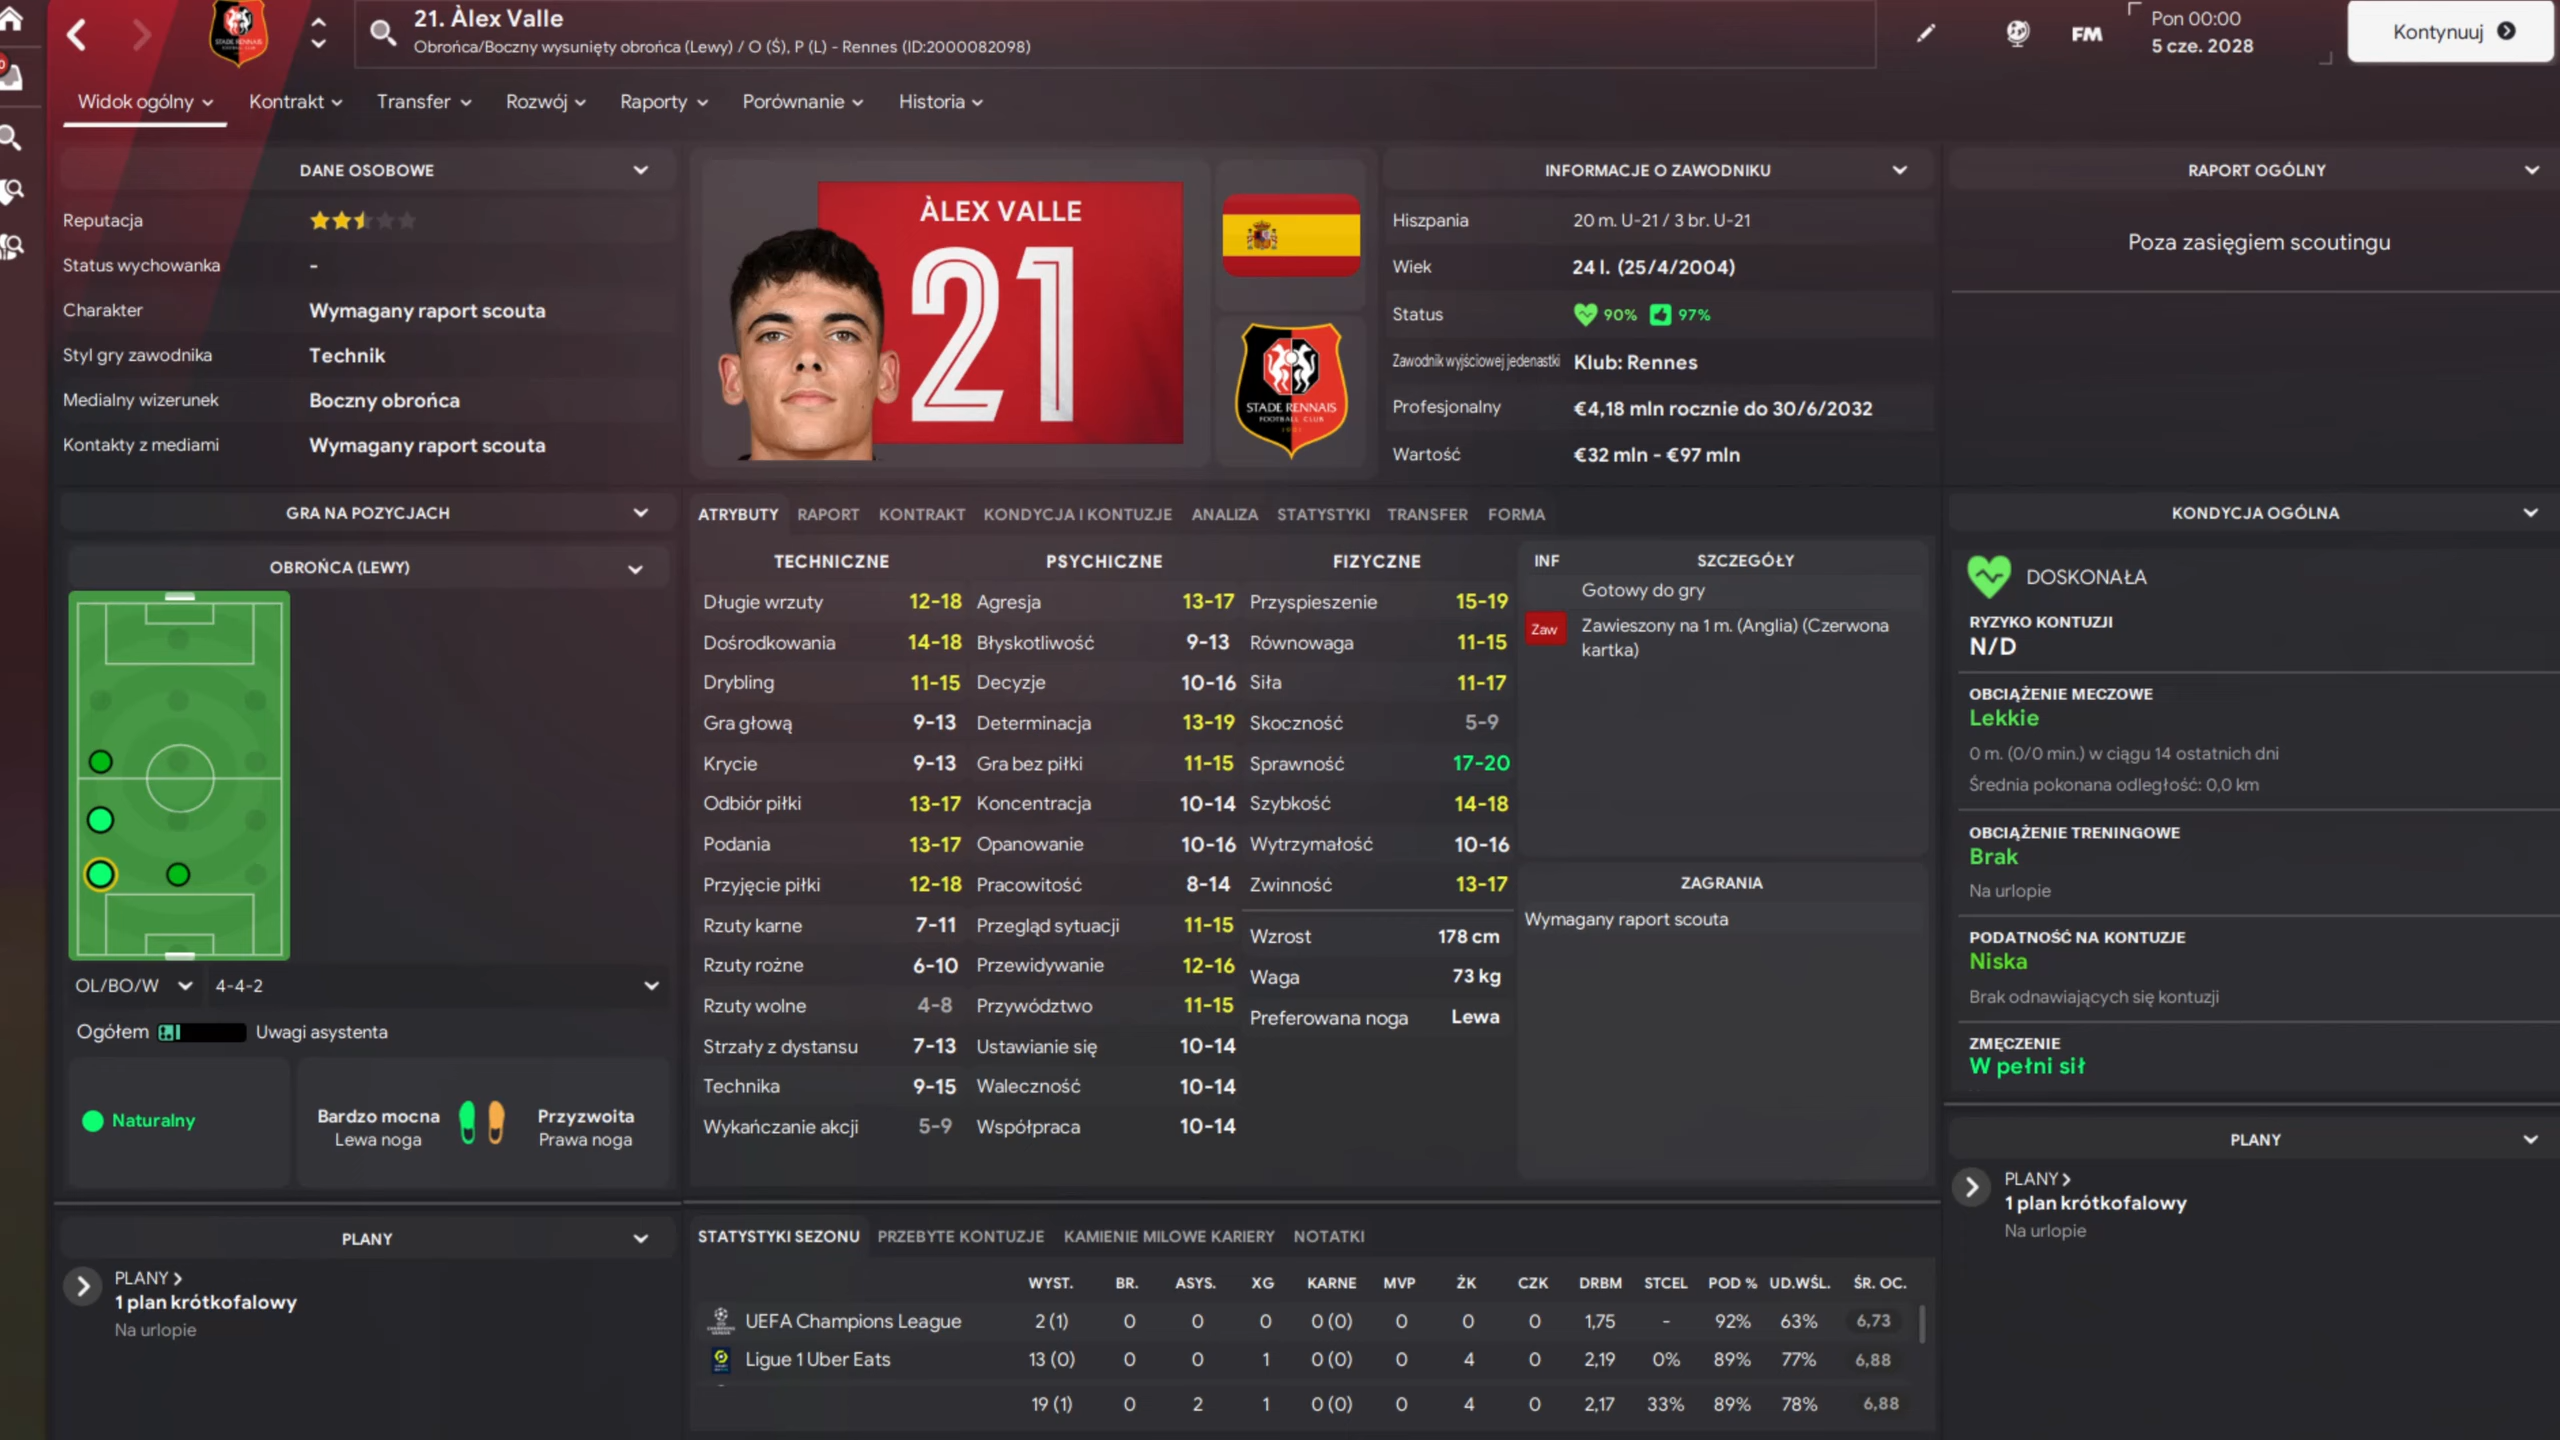 21. Àlex Valle
Obrońca/Boczny wysunięty obrońca (Lewy) / O (Ś), P (L) - Rennes (ID:2000082098)
FM
Pon 00:00
5 cze. 2028
Kontynuuj
Widok ogólny
Kontrakt
Transfer
Rozwój
Raporty
Porównanie
Historia
DANE OSOBOWE
Reputacja
Status wychowanka -
Charakter Wymagany raport scouta
Styl gry zawodnika Technik
Medialny wizerunek Boczny obrońca
Kontakty z mediami Wymagany raport scouta
ÀLEX VALLE
21
STADE RENNAIS
FOOTBALL CLUB
INFORMACJE O ZAWODNIKU
Hiszpania 20 m. U-21 / 3 br. U-21
Wiek 24 l. (25/4/2004)
Status 90% 97%
Zawodnik wyjściowej jedenastki Klub: Rennes
Profesjonalny €4,18 mln rocznie do 30/6/2032
Wartość €32 mln - €97 mln
RAPORT OGÓLNY
Poza zasięgiem scoutingu
GRA NA POZYCJACH
OBROŃCA (LEWY)
OL/BO/W 4-4-2
Ogółem Uwagi asystenta
Naturalny
Bardzo mocna
Lewa noga
Przyzwoita
Prawa noga
PLANY
PLANY
1 plan krótkofalowy
Na urlopie
ATRYBUTY RAPORT KONTRAKT KONDYCJA I KONTUZJE ANALIZA STATYSTYKI TRANSFER FORMA
TECHNICZNE PSYCHICZNE FIZYCZNE
Długie wrzuty 12-18 Agresja 13-17 Przyspieszenie 15-19
Dośrodkowania 14-18 Błyskotliwość 9-13 Równowaga 11-15
Drybling 11-15 Decyzje 10-16 Siła 11-17
Gra głową 9-13 Determinacja 13-19 Skoczność 5-9
Krycie 9-13 Gra bez piłki 11-15 Sprawność 17-20
Odbiór piłki 13-17 Koncentracja 10-14 Szybkość 14-18
Podania 13-17 Opanowanie 10-16 Wytrzymałość 10-16
Przyjęcie piłki 12-18 Pracowitość 8-14 Zwinność 13-17
Rzuty karne 7-11 Przegląd sytuacji 11-15 Wzrost 178 cm
Rzuty rożne 6-10 Przewidywanie 12-16 Waga 73 kg
Rzuty wolne 4-8 Przywództwo 11-15 Preferowana noga Lewa
Strzały z dystansu 7-13 Ustawianie się 10-14
Technika 9-15 Waleczność 10-14
Wykańczanie akcji 5-9 Współpraca 10-14
INF SZCZEGÓŁY
Gotowy do gry
Zaw Zawieszony na 1 m. (Anglia) (Czerwona
kartka)
ZAGRANIA
Wymagany raport scouta
STATYSTYKI SEZONU PRZEBYTE KONTUZJE KAMIENIE MILOWE KARIERY NOTATKI
WYST. BR. ASYS. XG KARNE MVP ŻK CZK DRBM STCEL POD % UD.WŚL. ŚR. OC.
UEFA Champions League 2 (1) 0 0 0 0 (0) 0 0 0 1,75 - 92% 63% 6,73
Ligue 1 Uber Eats 13 (0) 0 0 1 0 (0) 0 4 0 2,19 0% 89% 77% 6,88
19 (1) 0 2 1 0 (0) 0 4 0 2,17 33% 89% 78% 6,88
KONDYCJA OGÓLNA
DOSKONAŁA
RYZYKO KONTUZJI
N/D
OBCIĄŻENIE MECZOWE
Lekkie
0 m. (0/0 min.) w ciągu 14 ostatnich dni
Średnia pokonana odległość: 0,0 km
OBCIĄŻENIE TRENINGOWE
Brak
Na urlopie
PODATNOŚĆ NA KONTUZJE
Niska
Brak odnawiających się kontuzji
ZMĘCZENIE
W pełni sił
PLANY
PLANY
1 plan krótkofalowy
Na urlopie